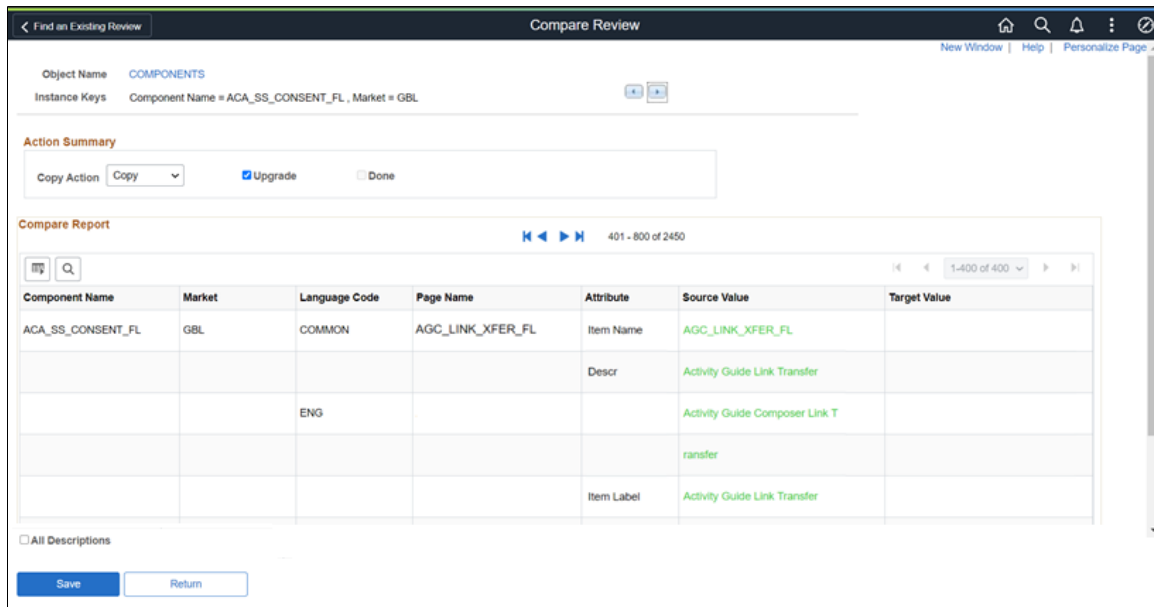 Find an Existing Review
Compare Review
New Window | Help | Personalize Page
Object Name COMPONENTS
Instance Keys Component Name = ACA_SS_CONSENT_FL , Market = GBL
Action Summary
Copy Action Copy Upgrade Done
Compare Report
401 - 800 of 2450
1-400 of 400
Component Name Market Language Code Page Name Attribute Source Value Target Value
ACA_SS_CONSENT_FL GBL COMMON AGC_LINK_XFER_FL Item Name AGC_LINK_XFER_FL
Descr Activity Guide Link Transfer
ENG Activity Guide Composer Link T
ransfer
Item Label Activity Guide Link Transfer
All Descriptions
Save Return